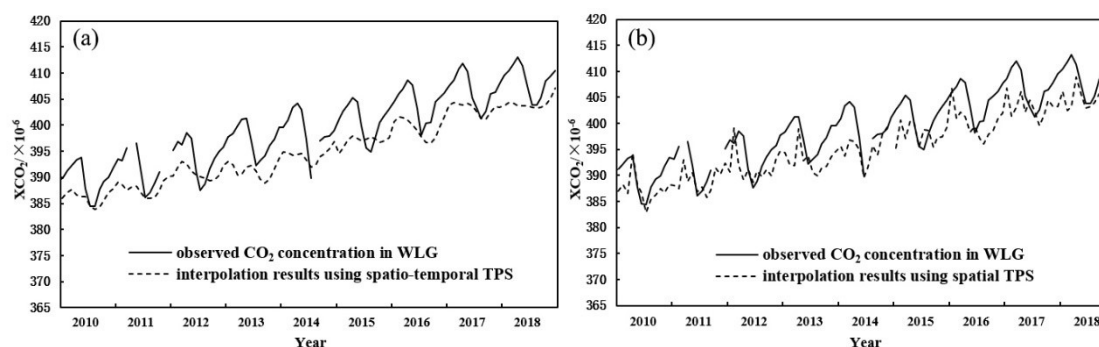 (a)
420
415
410
405
400
395
390
385
380
375
370
365
XCO₂/×10⁻⁶
observed CO₂ concentration in WLG
interpolation results using spatio-temporal TPS
2010 2011 2012 2013 2014 2015 2016 2017 2018
Year
(b)
420
415
410
405
400
395
390
385
380
375
370
365
XCO₂/×10⁻⁶
observed CO₂ concentration in WLG
interpolation results using spatial TPS
2010 2011 2012 2013 2014 2015 2016 2017 2018
Year